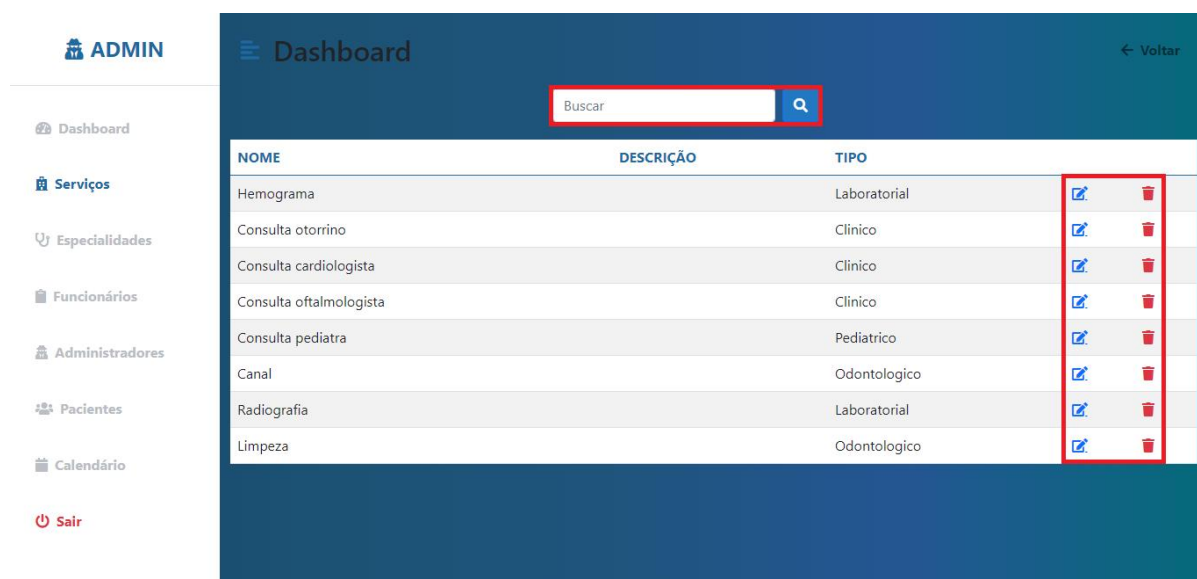 ADMIN
Dashboard
Serviços
Especialidades
Funcionários
Administradores
Pacientes
Calendário
Sair
Dashboard
Voltar
Buscar
NOME DESCRIÇÃO TIPO
Hemograma Laboratorial
Consulta otorrino Clinico
Consulta cardiologista Clinico
Consulta oftalmologista Clinico
Consulta pediatra Pediatrico
Canal Odontologico
Radiografia Laboratorial
Limpeza Odontologico